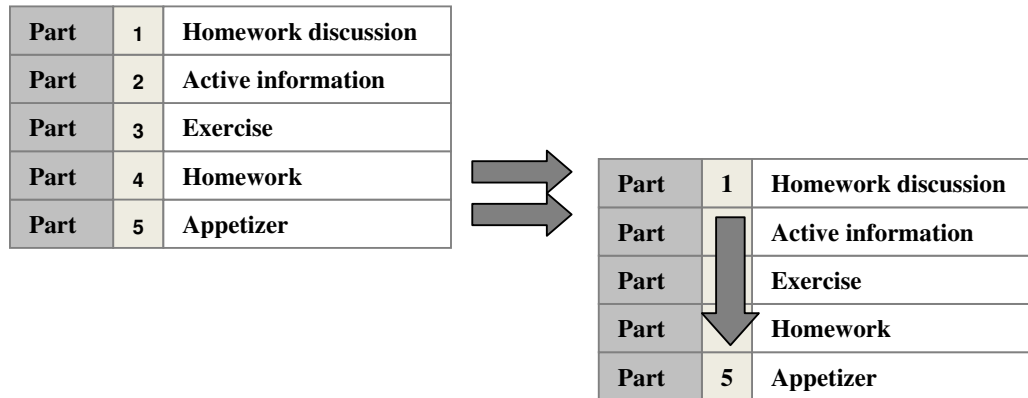 Part 1 Homework discussion
Part 2 Active information
Part 3 Exercise
Part 4 Homework
Part 5 Appetizer
Part 1 Homework discussion
Part Active information
Part Exercise
Part Homework
Part 5 Appetizer